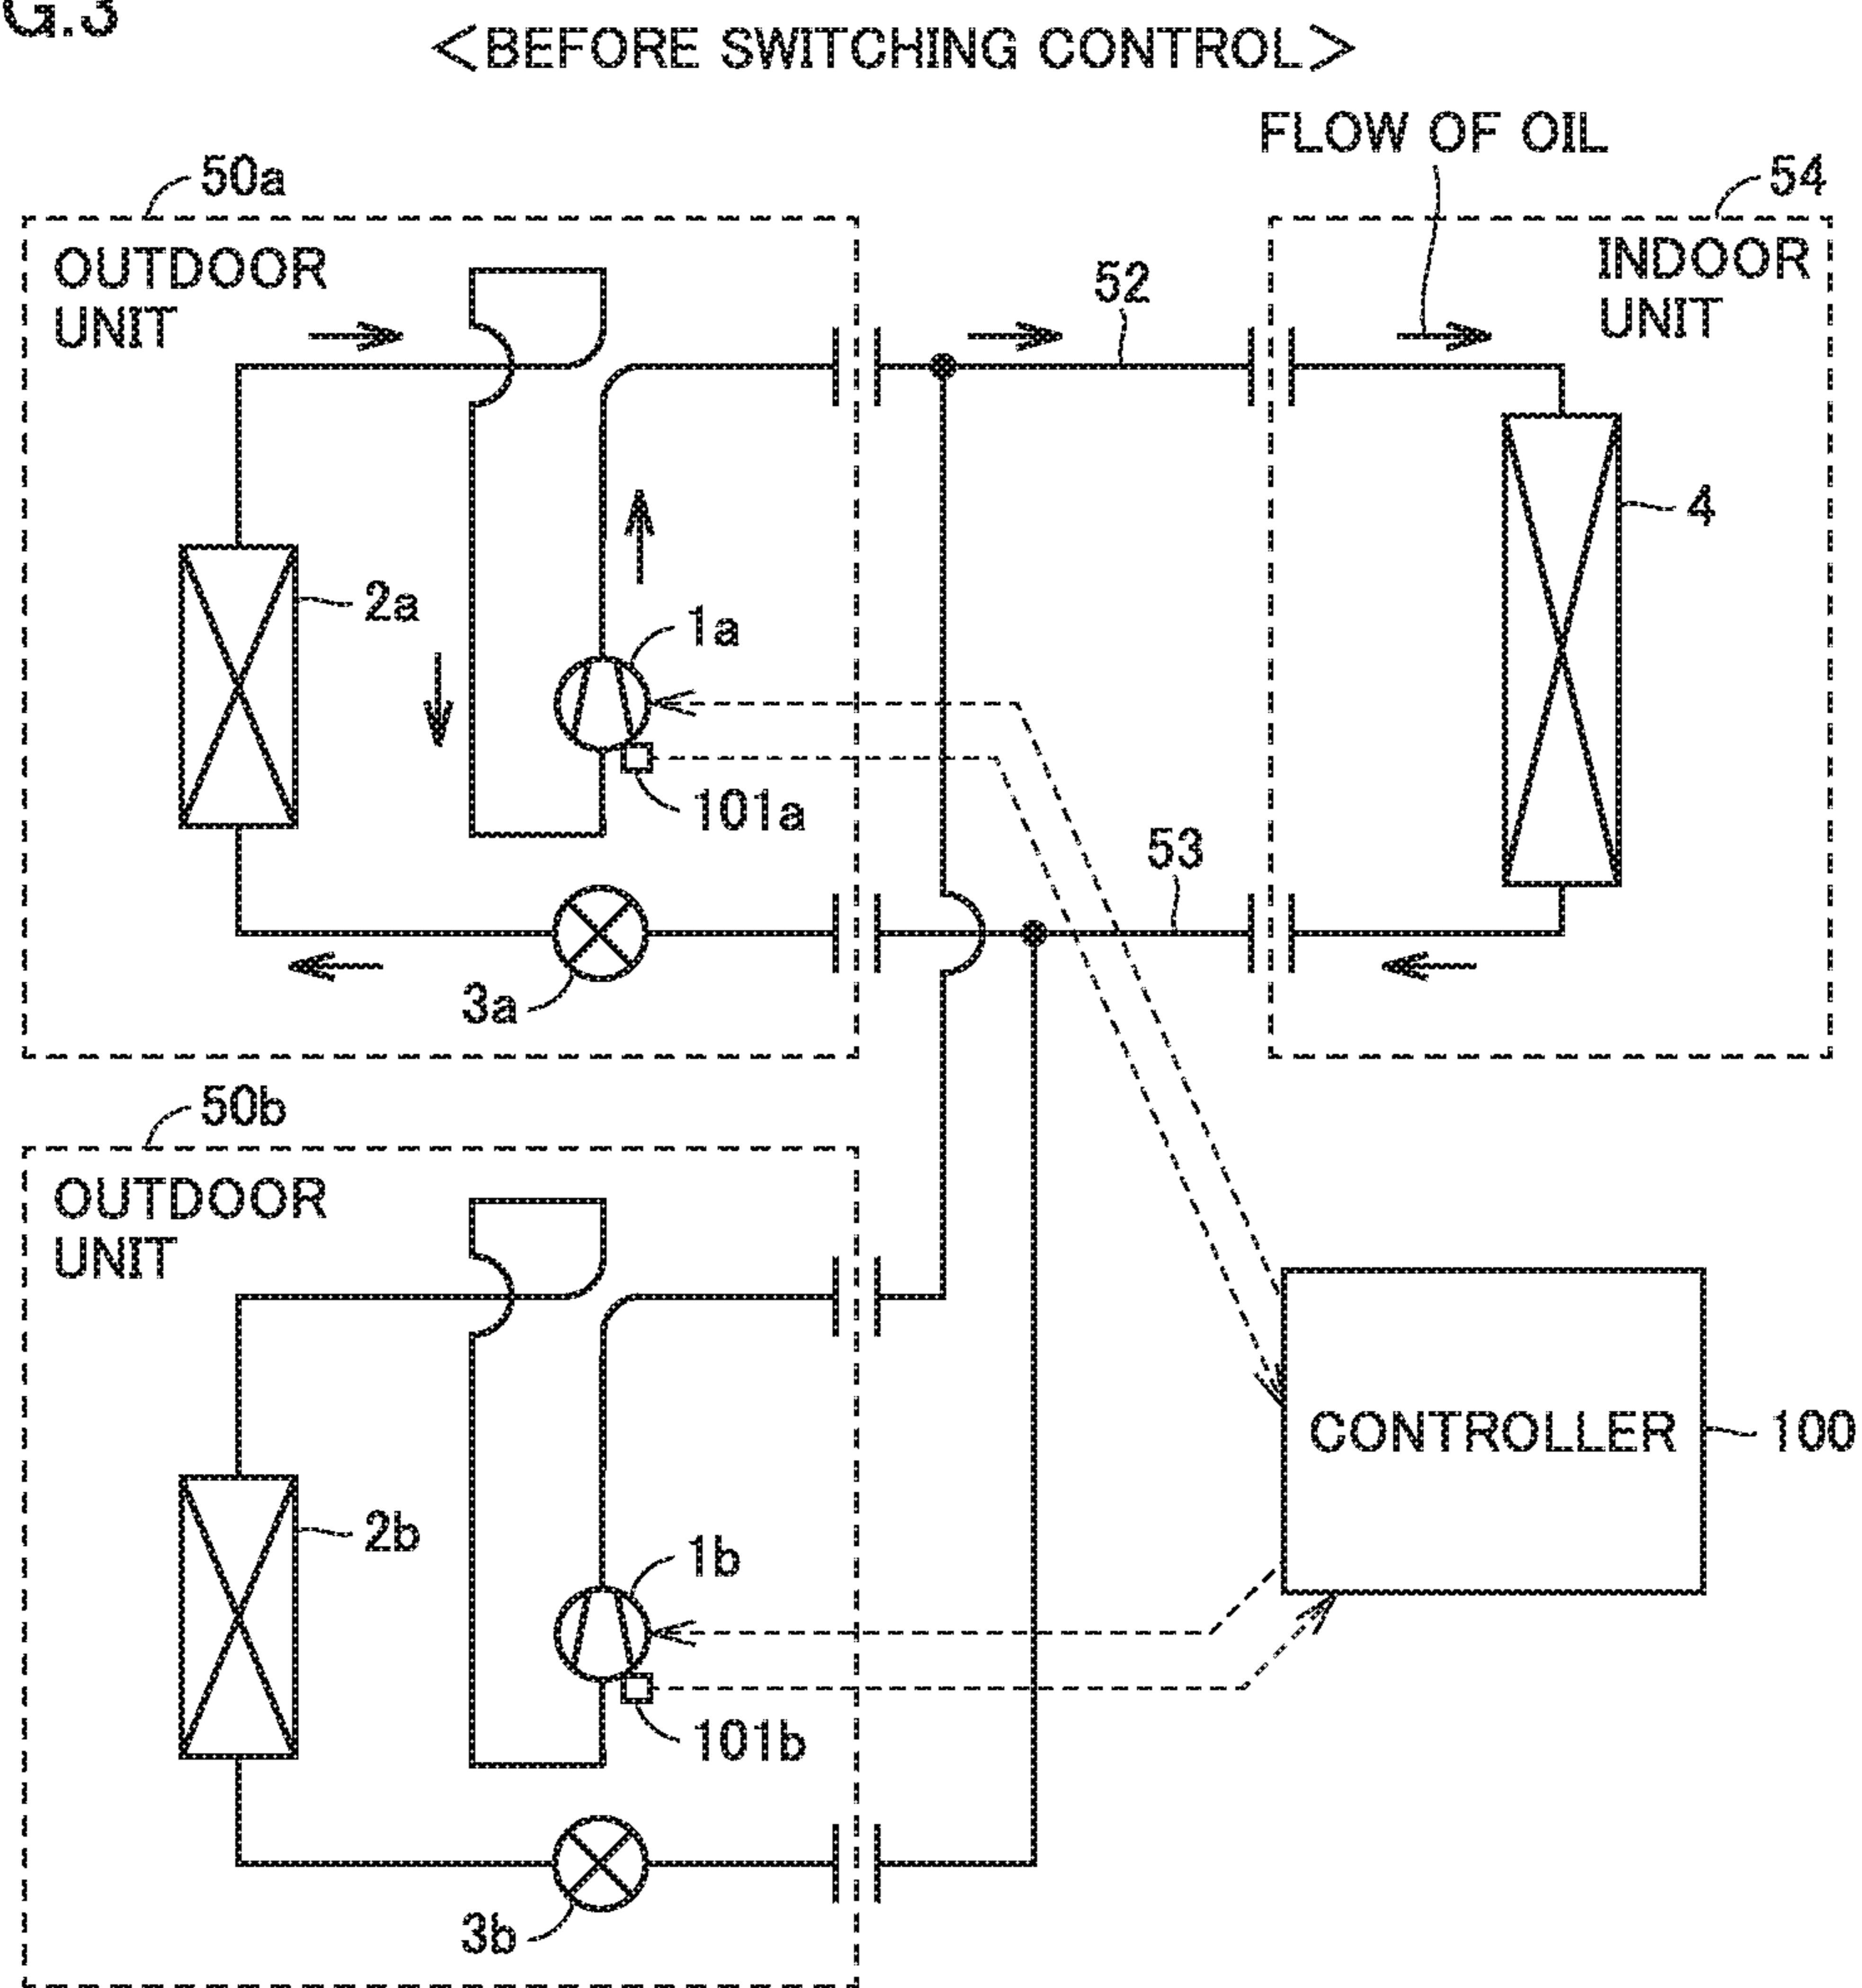 G.3
<BEFORE SWITCHING CONTROL>
FLOW OF OIL
50a
54
OUTDOOR
UNIT
INDOOR
UNIT
52
4
2a
1a
101a
53
3a
50b
OUTDOOR
UNIT
CONTROLLER
100
2b
1b
101b
3b